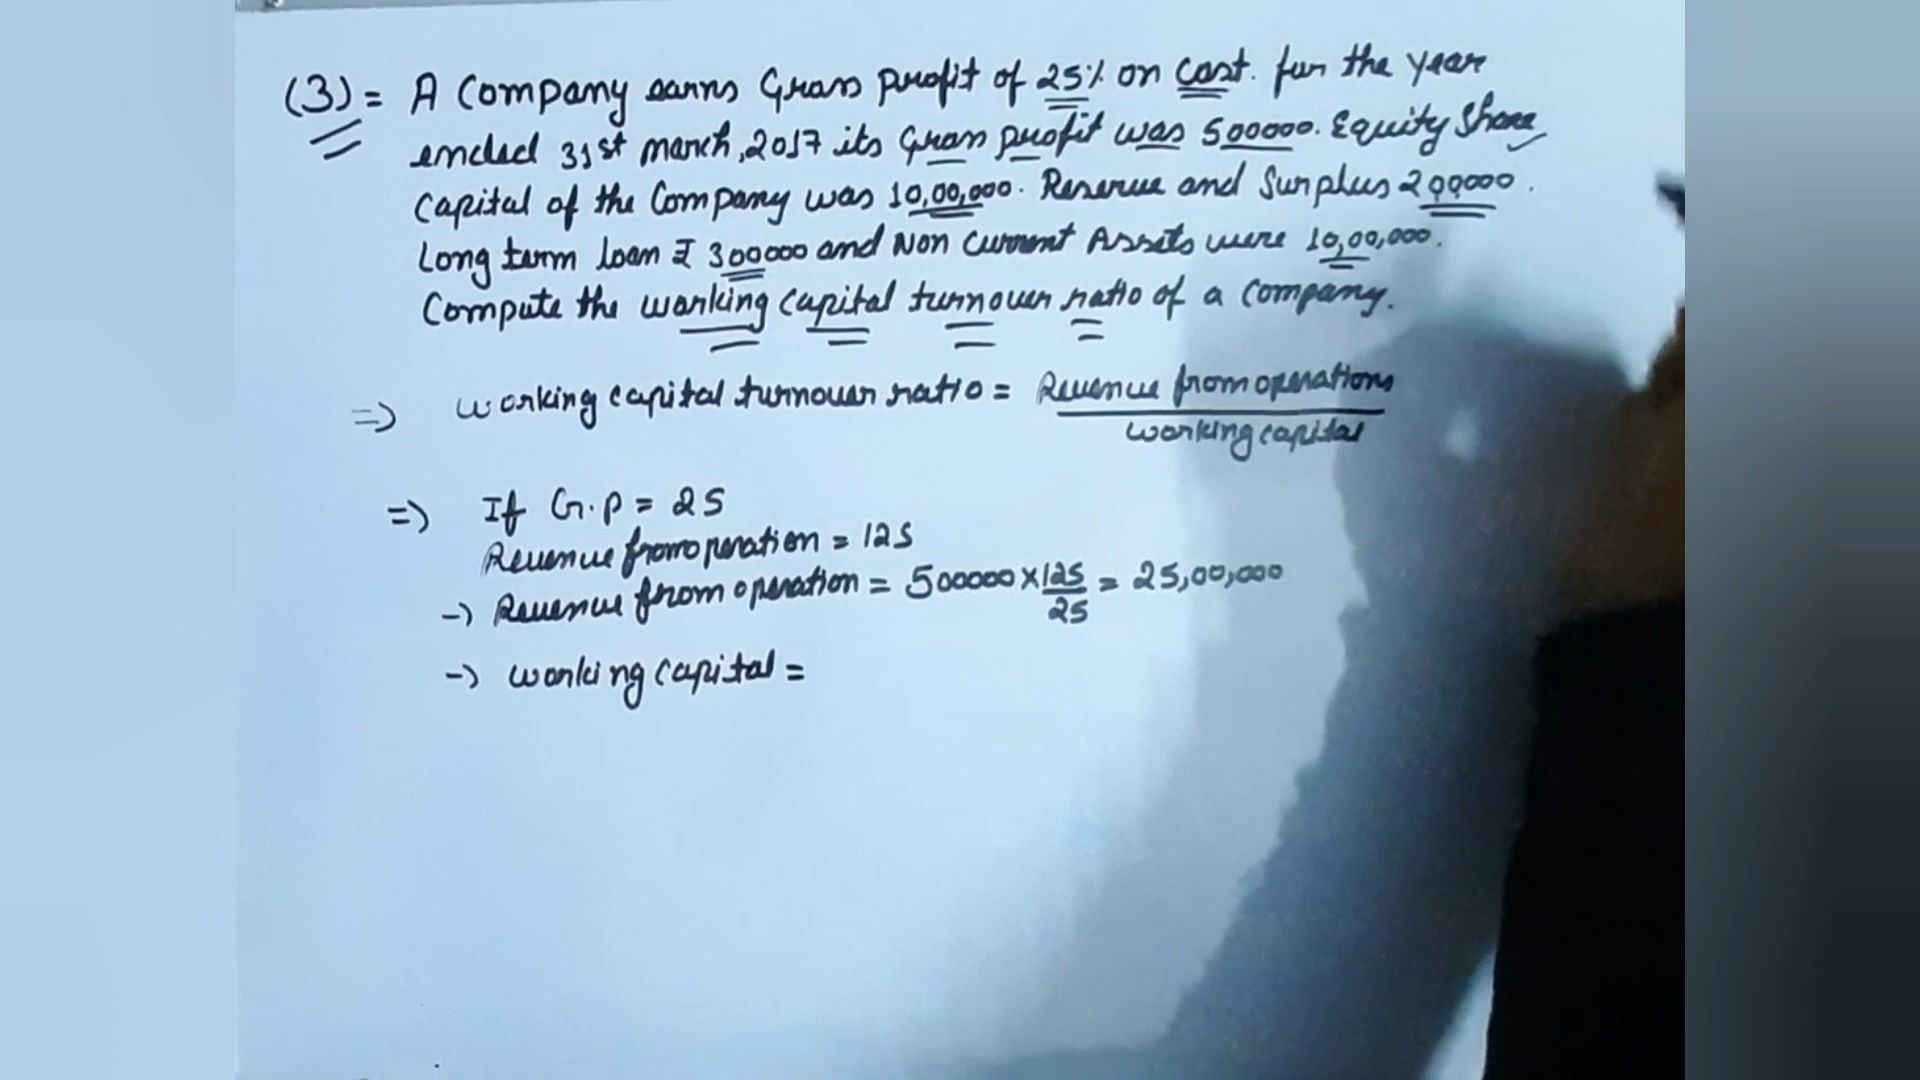 (3) = A Company earns Gross profit of 25% on cost. for the year
ended 31st march, 2017 its Gross profit was 500000. Equity Share
capital of the Company was 10,00,000. Reserve and Surplus 200000.
Long term loan ₹ 300000 and Non Current Assets were 10,00,000.
Compute the working capital turnover ratio of a company.
=> working capital turnover ratio = Revenue from operations
working capital
=> If G.P = 25
Revenue from operation = 125
-> Revenue from operation = 500000 × 125/25 = 25,00,000
-> working capital =